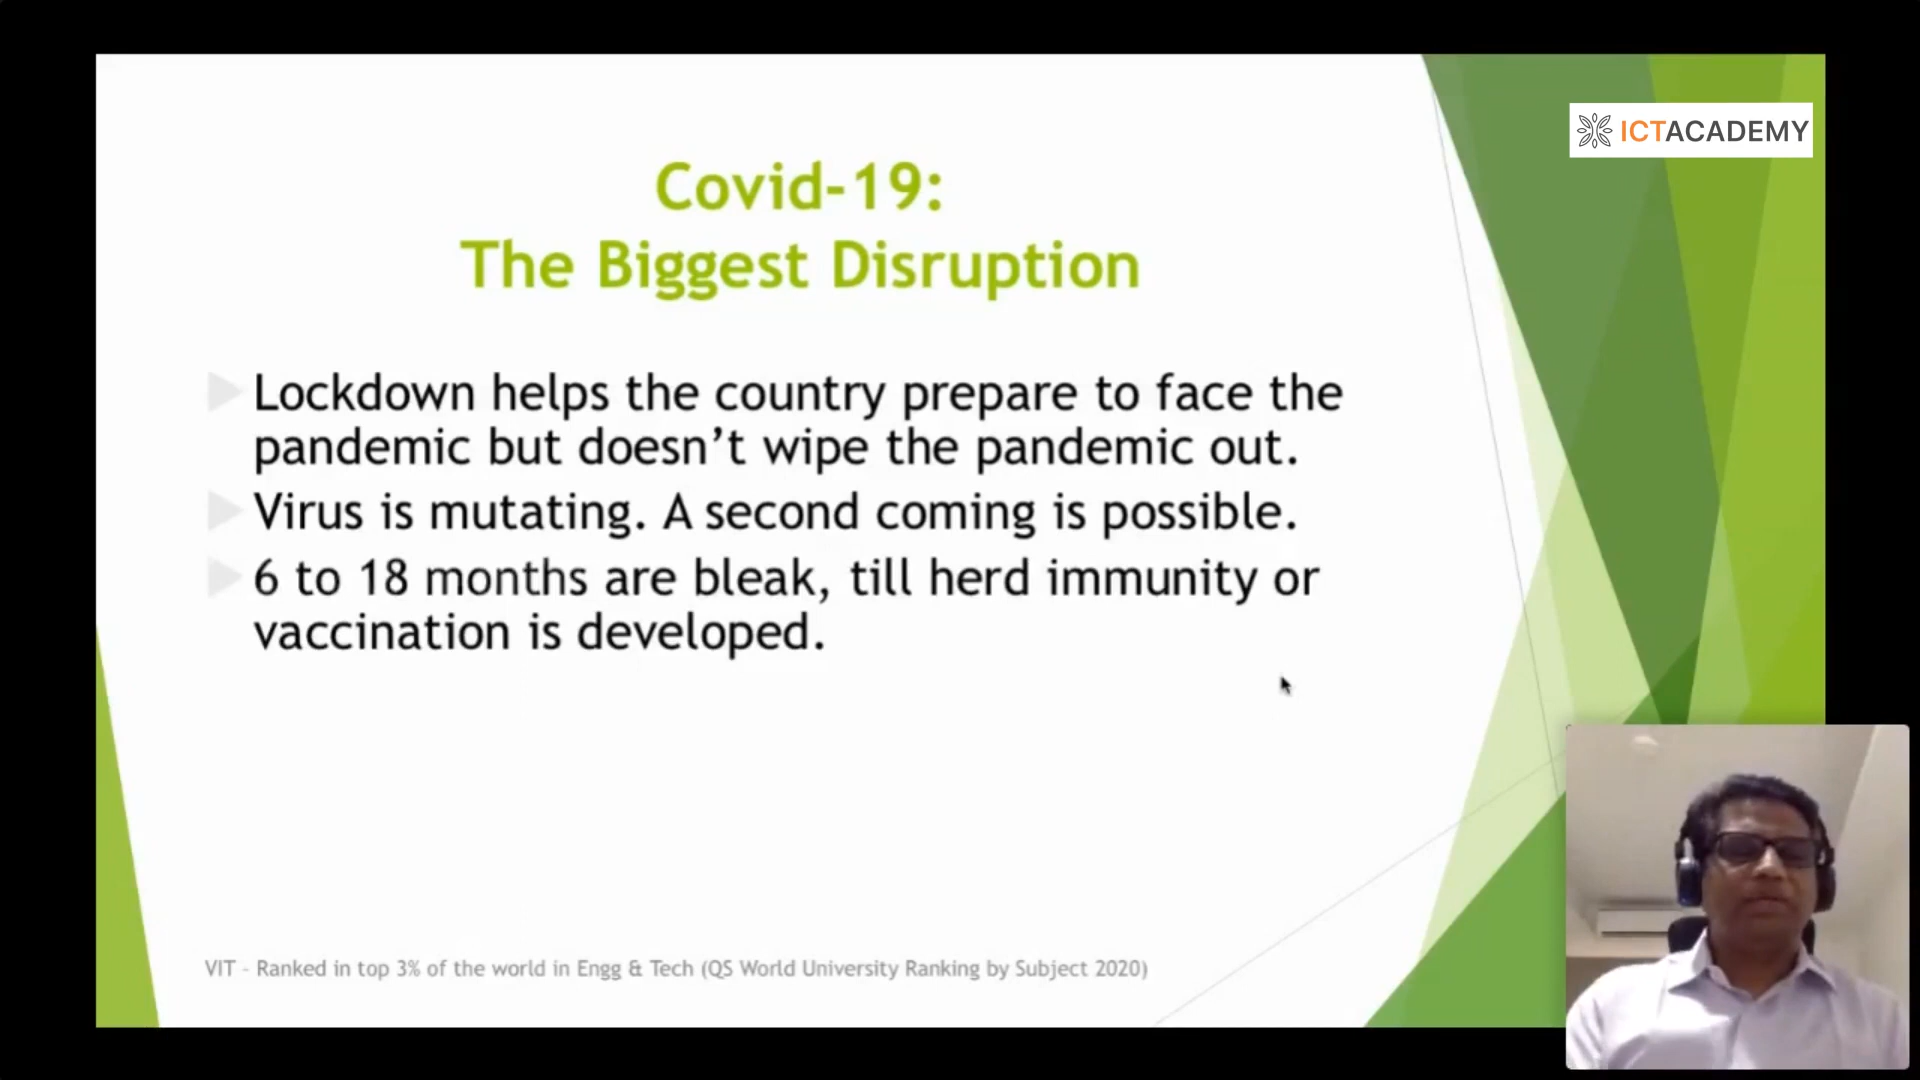 ICTACADEMY
Covid-19:
The Biggest Disruption
Lockdown helps the country prepare to face the
pandemic but doesn’t wipe the pandemic out.
Virus is mutating. A second coming is possible.
6 to 18 months are bleak, till herd immunity or
vaccination is developed.
VIT - Ranked in top 3% of the world in Engg & Tech (QS World University Ranking by Subject 2020)